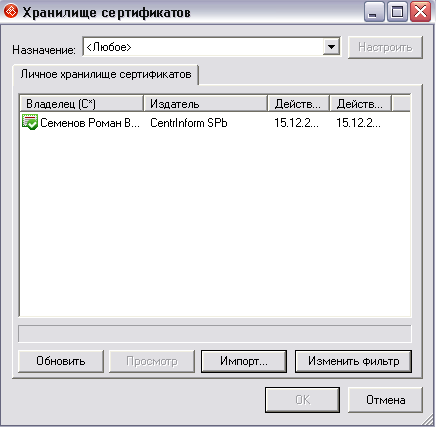 Хранилище сертификатов
Назначение: <Любое> Настроить
Личное хранилище сертификатов
Владелец (С*) Издатель Действ... Действ...
Семенов Роман В... CentrInform SPb 15.12.2... 15.12.2...
Обновить Просмотр Импорт... Изменить фильтр
OK Отмена